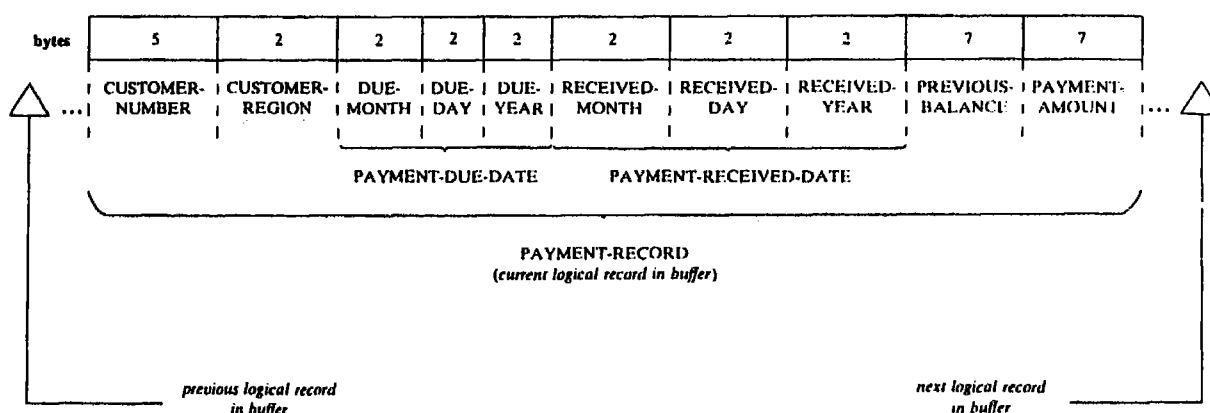 bytes 5 2 2 2 2 2 2 2 7 7
... CUSTOMER- CUSTOMER- DUE- DUE- DUE- RECEIVED- RECEIVED- RECEIVED- PREVIOUS- PAYMENT- ...
NUMBER REGION MONTH DAY YEAR MONTH DAY YEAR BALANCE AMOUNT
PAYMENT-DUE-DATE PAYMENT-RECEIVED-DATE
PAYMENT-RECORD
(current logical record in buffer)
previous logical record next logical record
in buffer in buffer